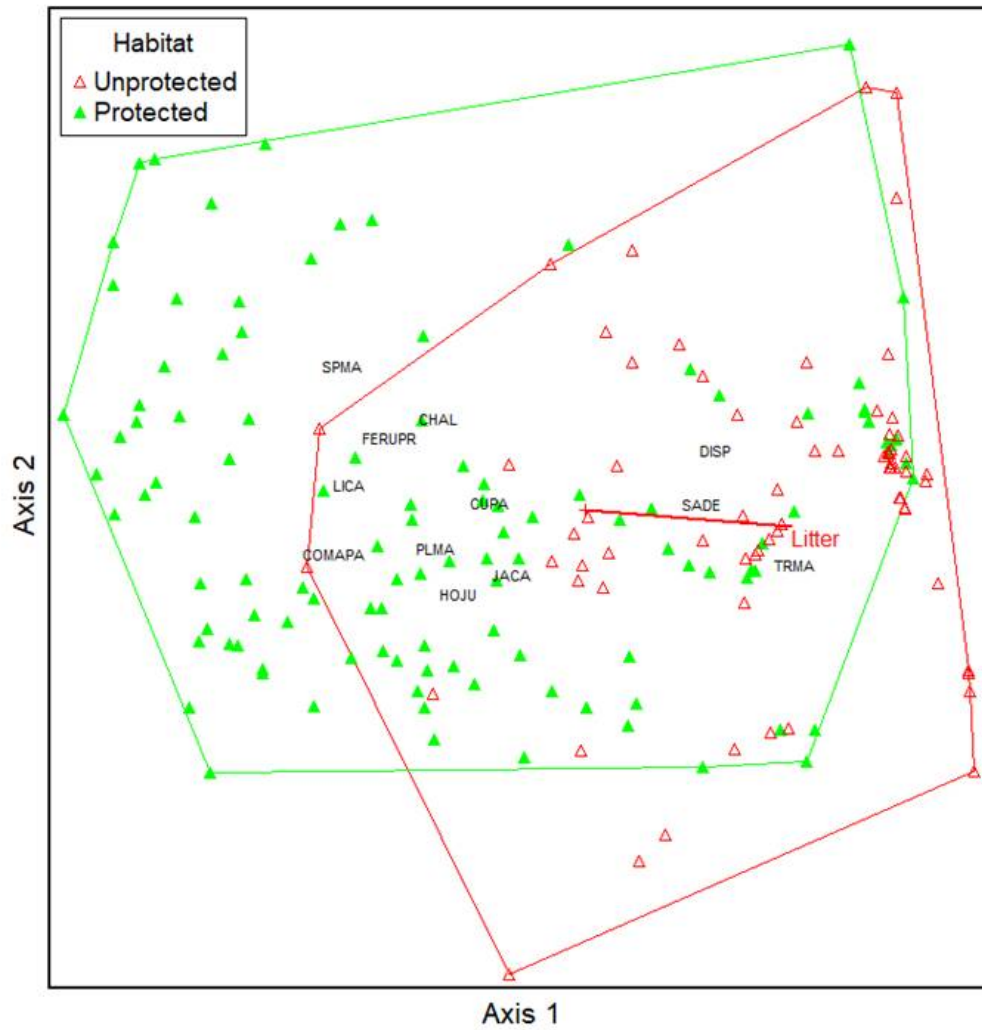 Habitat
Unprotected
Protected
SPMA
CHAL
FERUPR
DISP
LICA
CUPA
SADE
Litter
COMAPA
PLMA
TRMA
JACA
HOJU
Axis 2
Axis 1